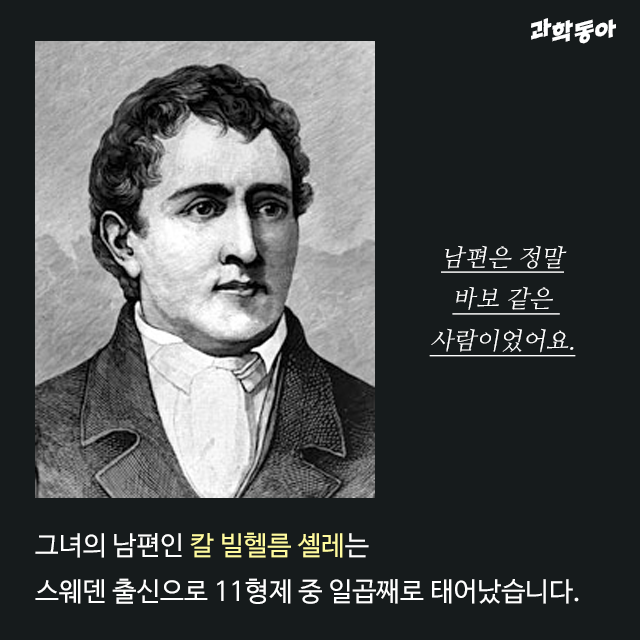 과학동아
남편은 정말
바보 같은
사람이었어요.
그녀의 남편인 칼 빌헬름 셸레는
스웨덴 출신으로 11형제 중 일곱째로 태어났습니다.